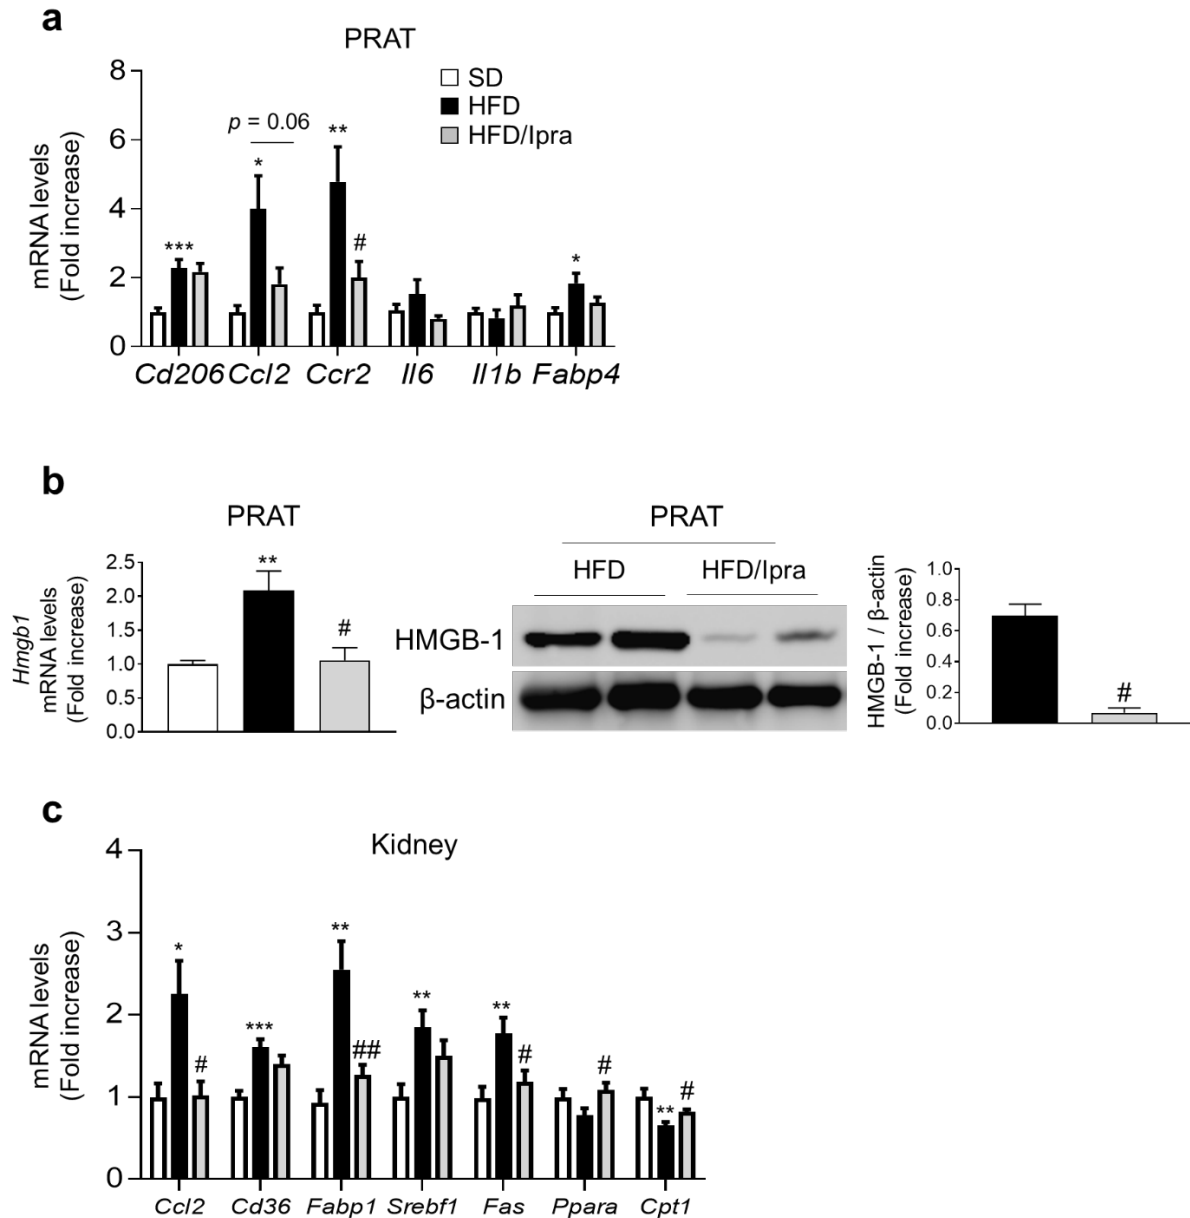 a
PRAT
8
6
4
2
0
mRNA levels
(Fold increase)
SD
HFD
HFD/Ipra
p = 0.06
***
*
**
#
*
Cd206 Ccl2 Ccr2 Il6 Il1b Fabp4
b
PRAT
2.5
2.0
1.5
1.0
0.5
0.0
Hmgb1
mRNA levels
(Fold increase)
**
#
PRAT
HFD HFD/Ipra
HMGB-1
β-actin
1.0
0.8
0.6
0.4
0.2
0.0
HMGB-1 / β-actin
(Fold increase)
#
c
Kidney
4
3
2
1
0
mRNA levels
(Fold increase)
*
#
***
**
##
**
**
#
#
**
#
Ccl2 Cd36 Fabp1 Srebf1 Fas Ppara Cpt1